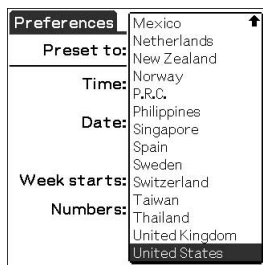 Preferences
Preset to:
Time:
Date:
Week starts:
Numbers:
Mexico
Netherlands
New Zealand
Norway
P.R.C.
Philippines
Singapore
Spain
Sweden
Switzerland
Taiwan
Thailand
United Kingdom
United States